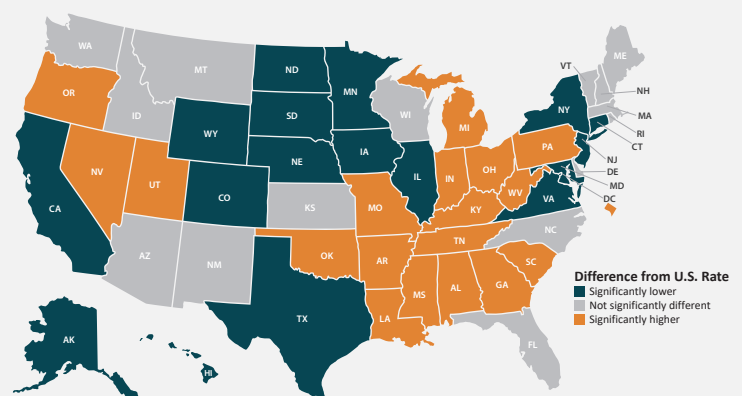 WA
MT
ND
MN
ME
VT
NH
OR
ID
SD
WI
NY
MA
WY
MI
RI
CT
NE
IA
PA
NJ
NV
UT
IL
IN
OH
DE
CO
WV
MD
CA
KS
MO
KY
VA
DC
NC
TN
OK
AR
AZ
NM
SC
MS
AL
GA
TX
LA
AK
HI
FL
Difference from U.S. Rate
Significantly lower
Not significantly different
Significantly higher